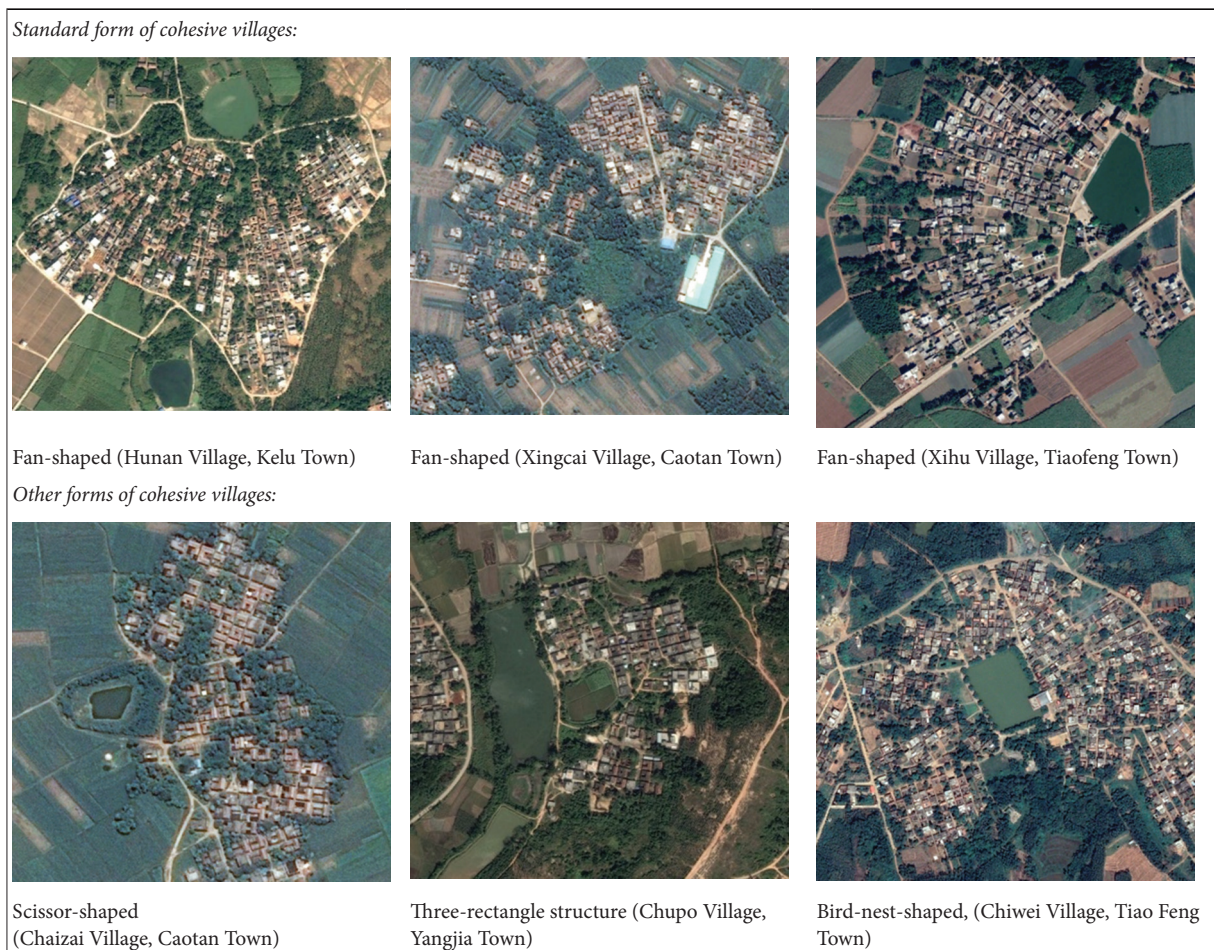 Standard form of cohesive villages:
Fan-shaped (Hunan Village, Kelu Town)
Fan-shaped (Xingcai Village, Caotan Town)
Fan-shaped (Xihu Village, Tiaofeng Town)
Other forms of cohesive villages:
Scissor-shaped
(Chaizai Village, Caotan Town)
Three-rectangle structure (Chupo Village,
Yangjia Town)
Bird-nest-shaped, (Chiwei Village, Tiao Feng
Town)